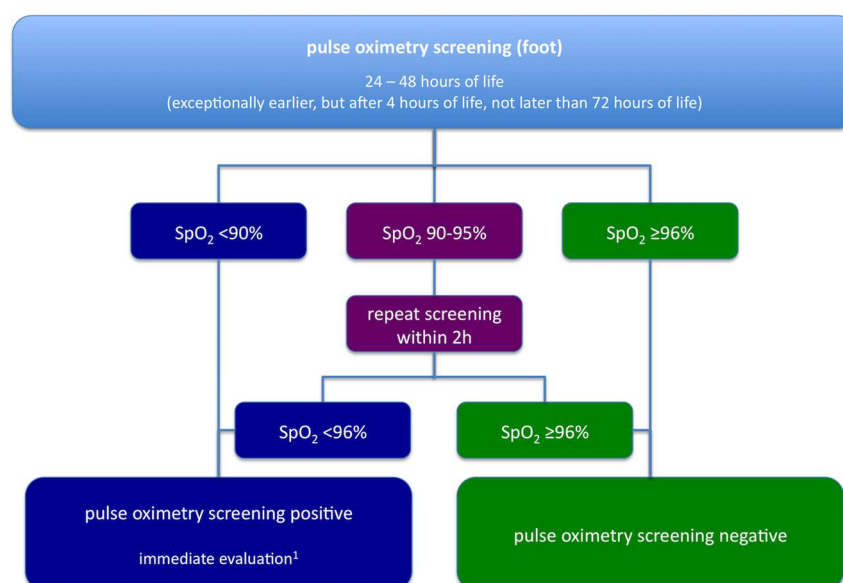 pulse oximetry screening (foot)
24 – 48 hours of life
(exceptionally earlier, but after 4 hours of life, not later than 72 hours of life)
SpO₂ <90%
SpO₂ 90-95%
SpO₂ ≥96%
repeat screening
within 2h
SpO₂ <96%
SpO₂ ≥96%
pulse oximetry screening positive
immediate evaluation¹
pulse oximetry screening negative